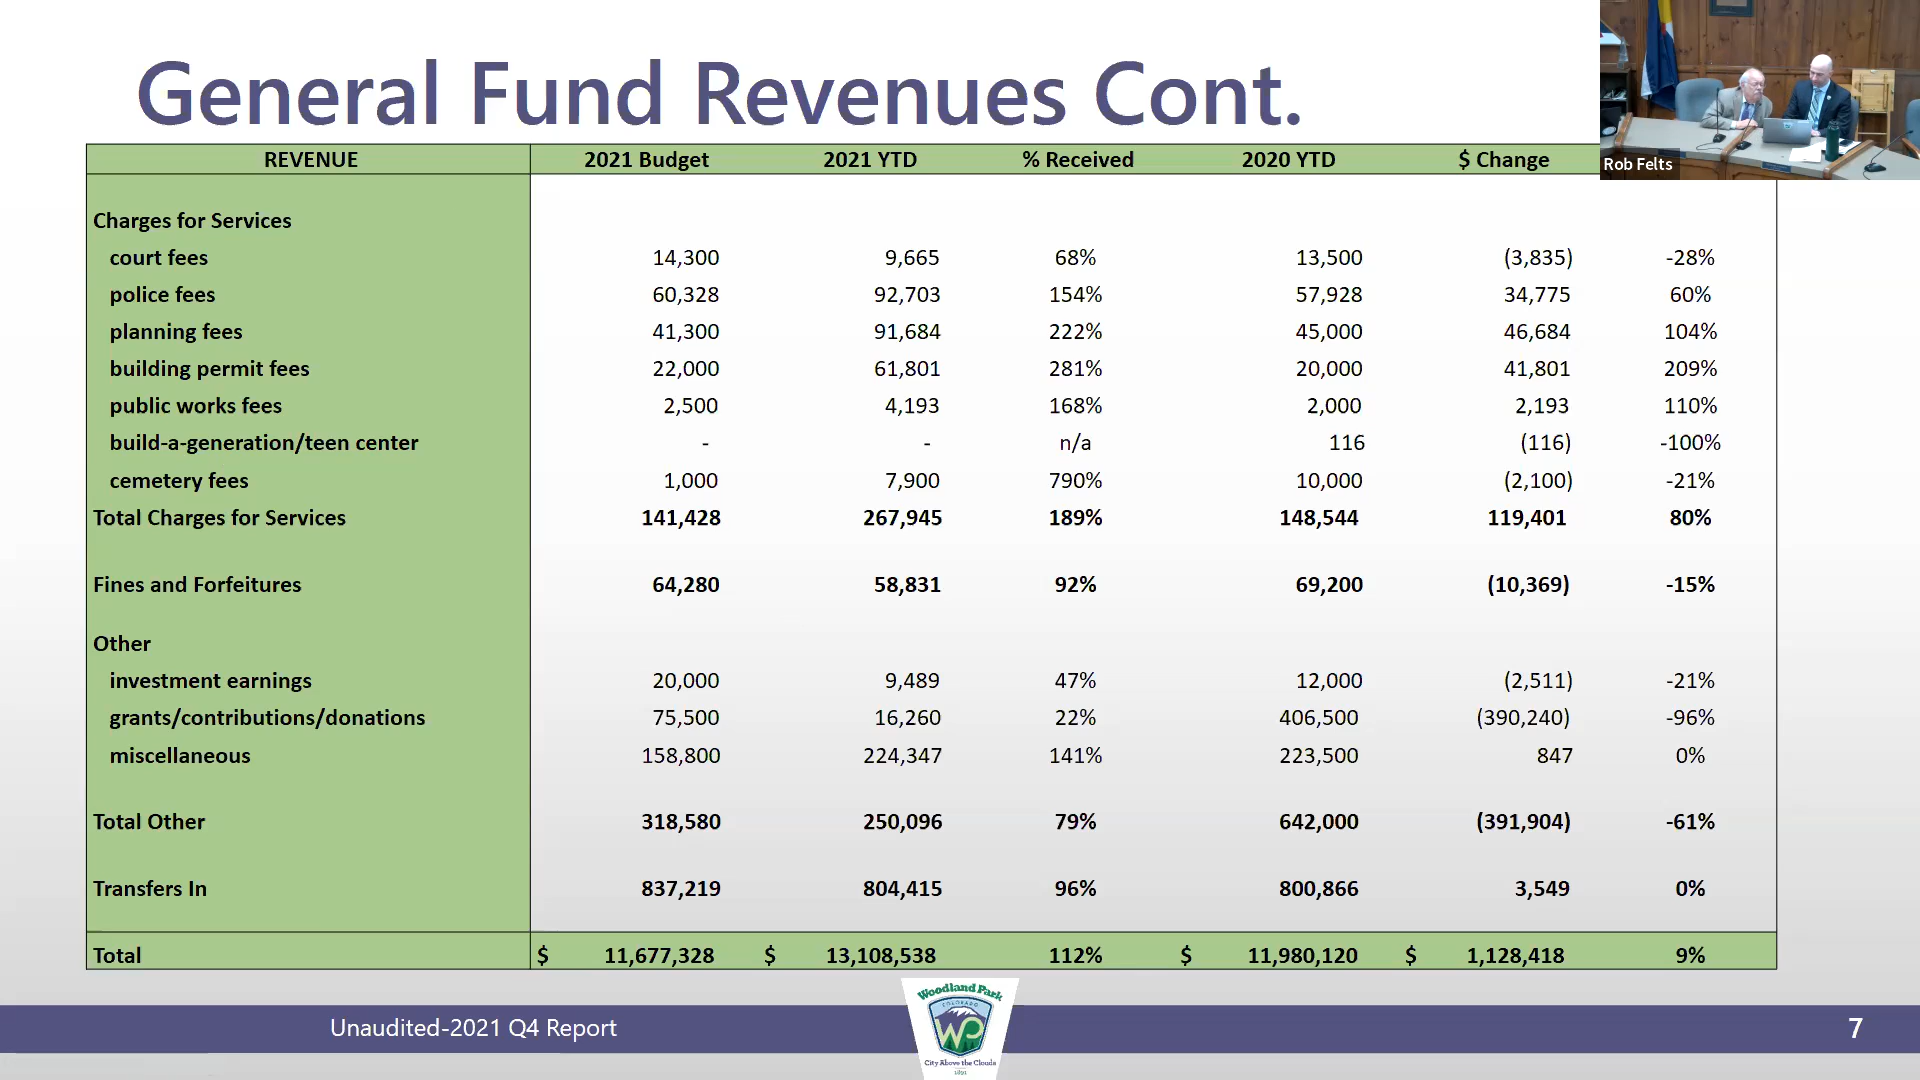 General Fund Revenues Cont.
Rob Felts
REVENUE 2021 Budget 2021 YTD % Received 2020 YTD $ Change
Charges for Services
court fees 14,300 9,665 68% 13,500 (3,835) -28%
police fees 60,328 92,703 154% 57,928 34,775 60%
planning fees 41,300 91,684 222% 45,000 46,684 104%
building permit fees 22,000 61,801 281% 20,000 41,801 209%
public works fees 2,500 4,193 168% 2,000 2,193 110%
build-a-generation/teen center - - n/a 116 (116) -100%
cemetery fees 1,000 7,900 790% 10,000 (2,100) -21%
Total Charges for Services 141,428 267,945 189% 148,544 119,401 80%
Fines and Forfeitures 64,280 58,831 92% 69,200 (10,369) -15%
Other
investment earnings 20,000 9,489 47% 12,000 (2,511) -21%
grants/contributions/donations 75,500 16,260 22% 406,500 (390,240) -96%
miscellaneous 158,800 224,347 141% 223,500 847 0%
Total Other 318,580 250,096 79% 642,000 (391,904) -61%
Transfers In 837,219 804,415 96% 800,866 3,549 0%
Total $ 11,677,328 $ 13,108,538 112% $ 11,980,120 $ 1,128,418 9%
Unaudited-2021 Q4 Report
Woodland Park
COLORADO
WP
City Above the Clouds
1891
7